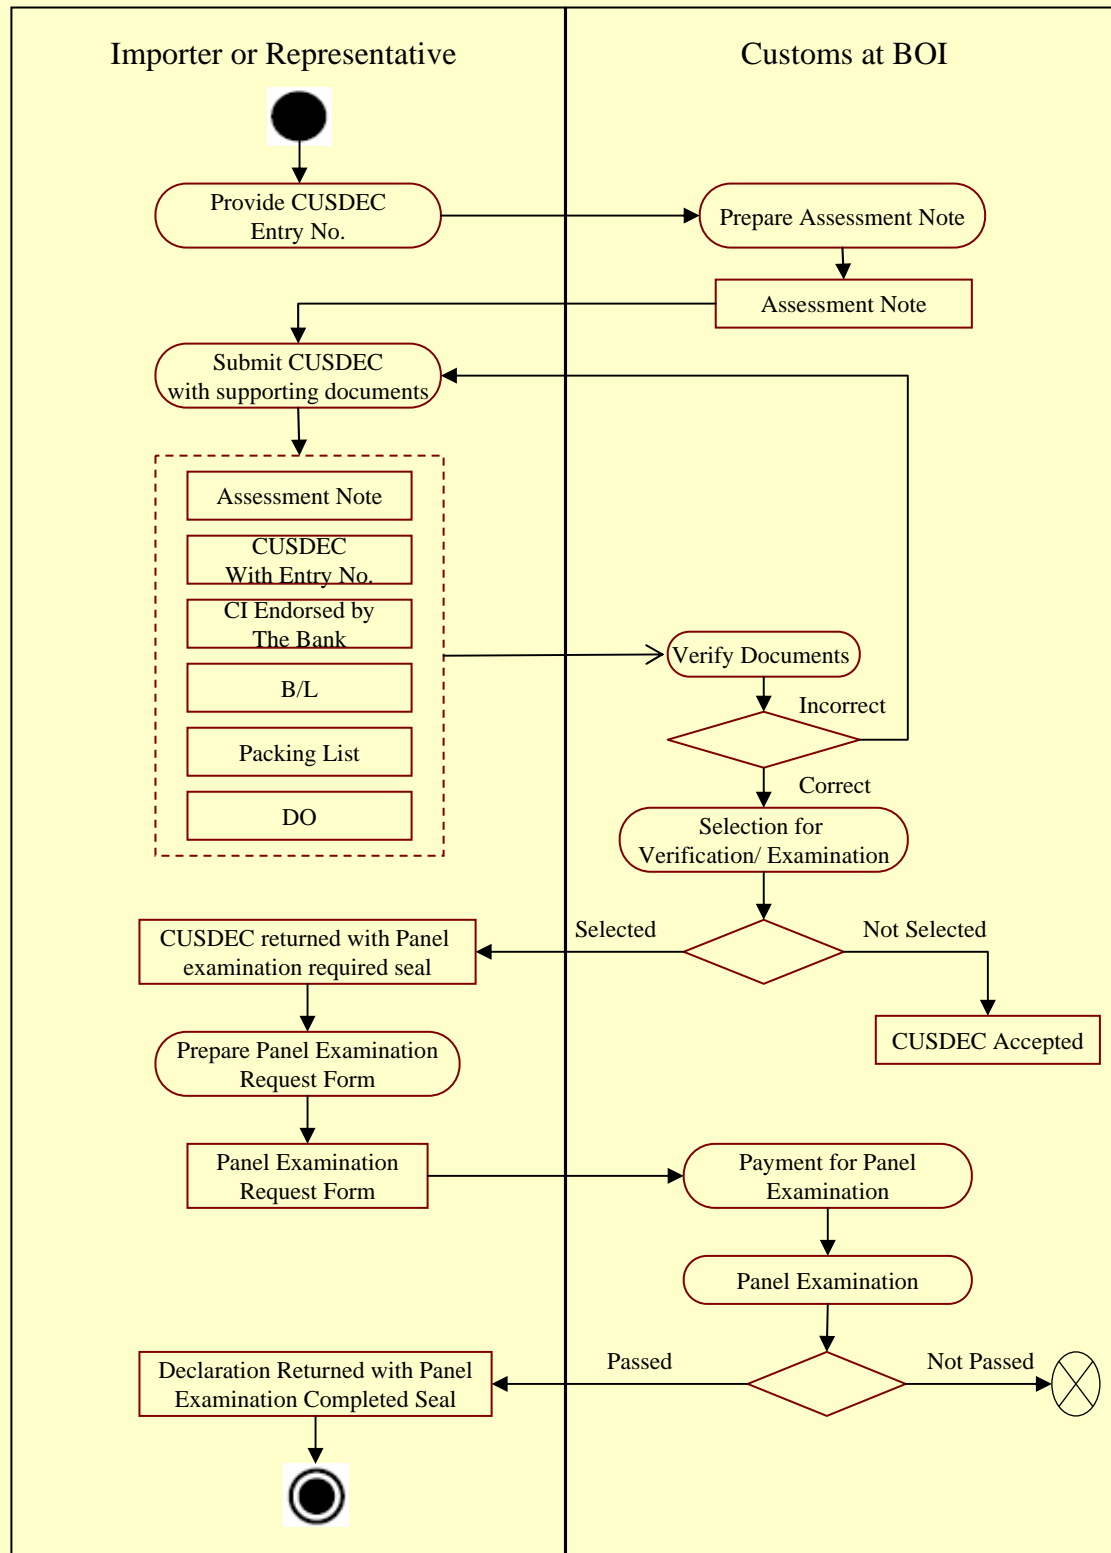 Importer or Representative
Customs at BOI
Provide CUSDEC
Entry No.
Prepare Assessment Note
Assessment Note
Submit CUSDEC
with supporting documents
Assessment Note
CUSDEC
With Entry No.
CI Endorsed by
The Bank
B/L
Packing List
DO
Verify Documents
Incorrect
Correct
Selection for
Verification/ Examination
Selected
Not Selected
CUSDEC returned with Panel
examination required seal
CUSDEC Accepted
Prepare Panel Examination
Request Form
Panel Examination
Request Form
Payment for Panel
Examination
Panel Examination
Passed
Not Passed
Declaration Returned with Panel
Examination Completed Seal